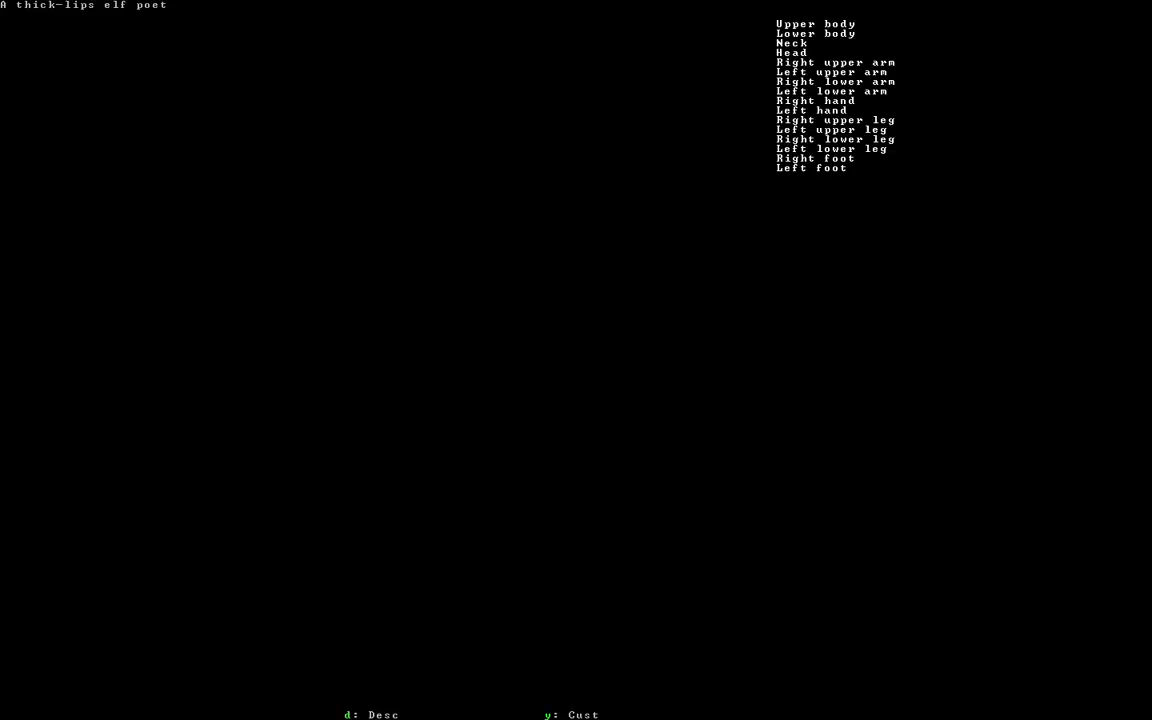 A thick-lips elf poet
Upper body
Lower body
Neck
Head
Right upper arm
Left upper arm
Right lower arm
Left lower arm
Right hand
Left hand
Right upper leg
Left upper leg
Right lower leg
Left lower leg
Right foot
Left foot
d: Desc y: Cust